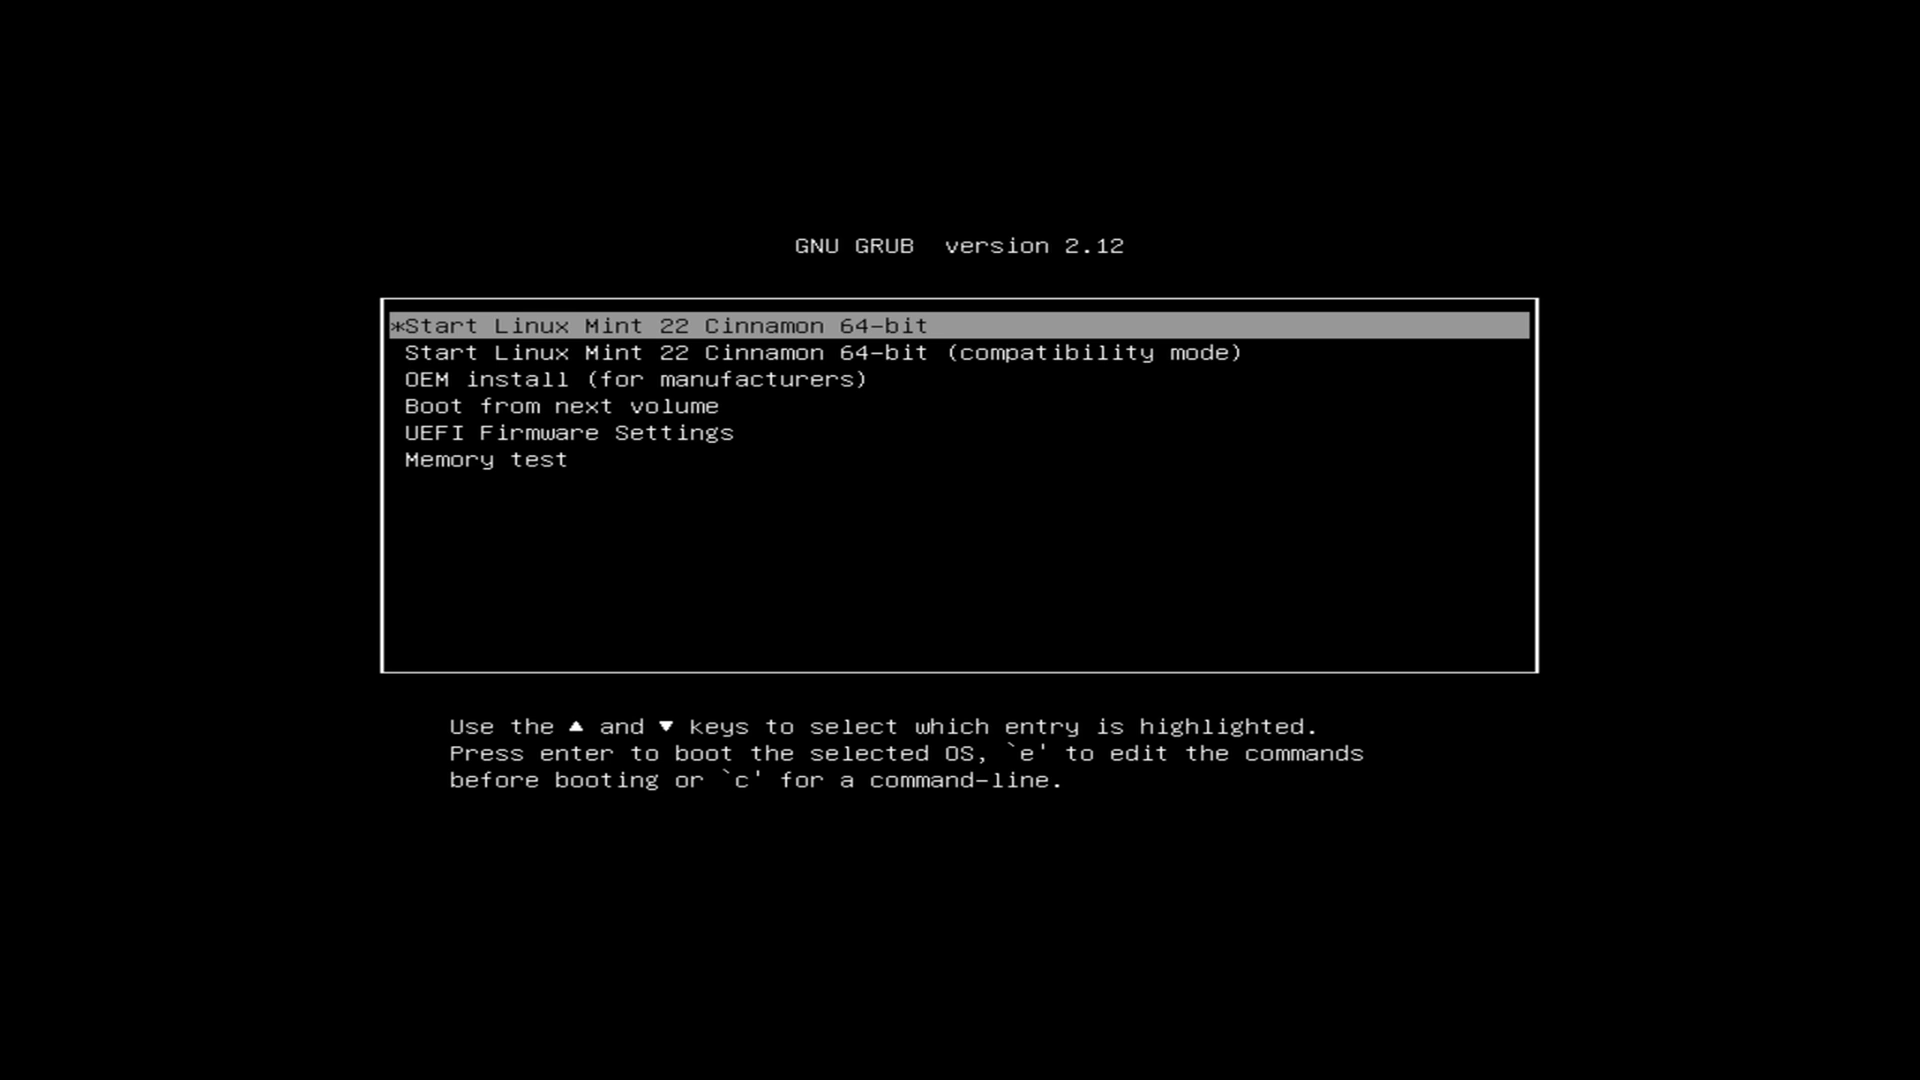 GNU GRUB  version 2.12
*Start Linux Mint 22 Cinnamon 64-bit
Start Linux Mint 22 Cinnamon 64-bit (compatibility mode)
OEM install (for manufacturers)
Boot from next volume
UEFI Firmware Settings
Memory test
Use the ▲ and ▼ keys to select which entry is highlighted.
Press enter to boot the selected OS, `e' to edit the commands
before booting or `c' for a command-line.